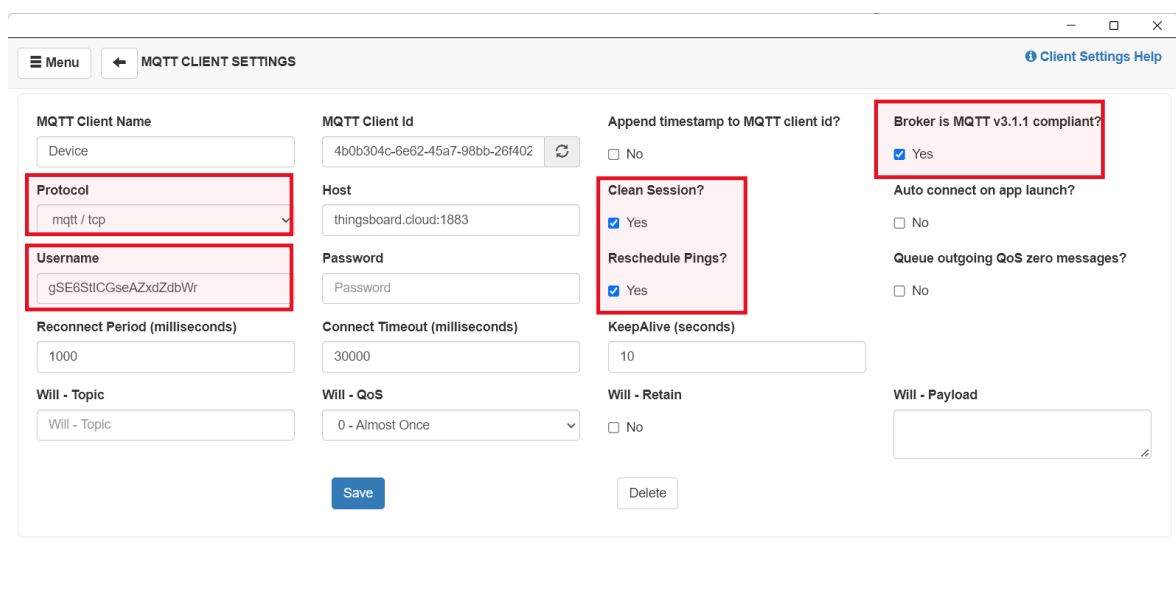 Menu
MQTT CLIENT SETTINGS
Client Settings Help
MQTT Client Name
MQTT Client Id
Append timestamp to MQTT client id?
Broker is MQTT v3.1.1 compliant?
Device
4b0b304c-6e62-45a7-98bb-26f402
No
Yes
Protocol
Host
Clean Session?
Auto connect on app launch?
mqtt / tcp
thingsboard.cloud:1883
Yes
No
Username
Password
Reschedule Pings?
Queue outgoing QoS zero messages?
gSE6StICGseAZxdZdbWr
Password
Yes
No
Reconnect Period (milliseconds)
Connect Timeout (milliseconds)
KeepAlive (seconds)
1000
30000
10
Will - Topic
Will - QoS
Will - Retain
Will - Payload
Will - Topic
0 - Almost Once
No
Save
Delete